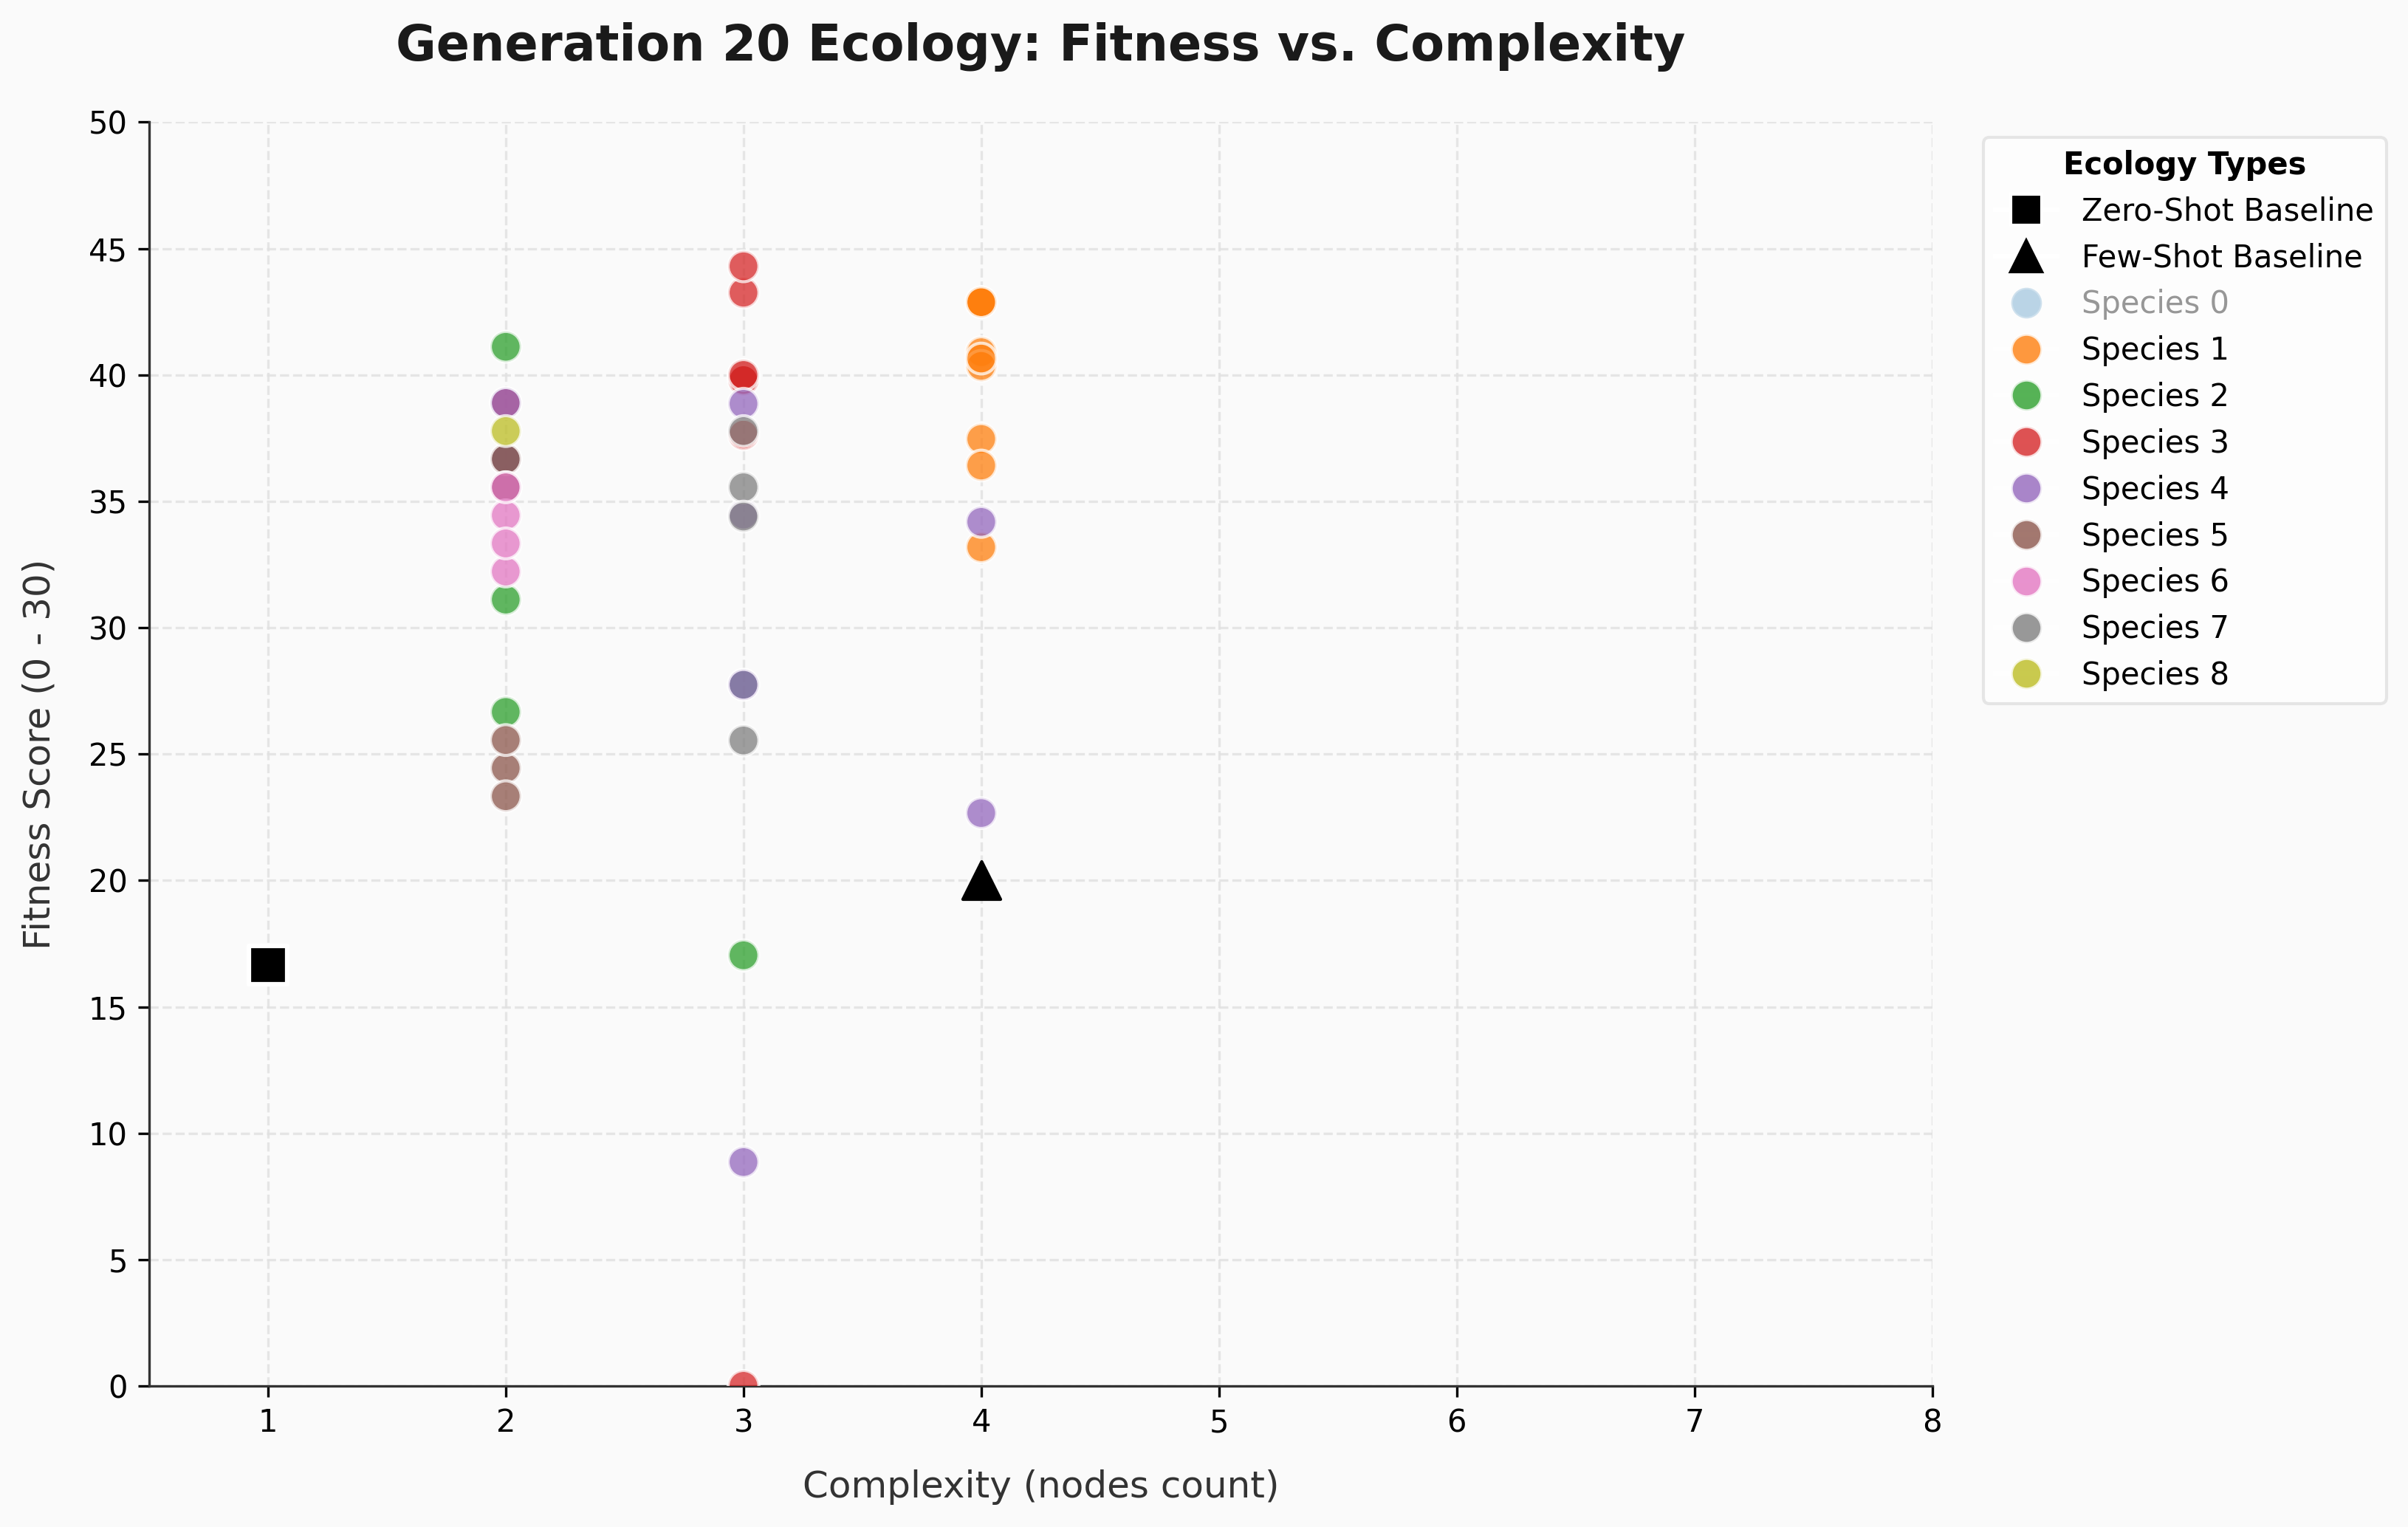 Generation 20 Ecology: Fitness vs. Complexity
50
45
40
35
30
25
20
15
10
5
0
Fitness Score (0 - 30)
1 2 3 4 5 6 7 8
Complexity (nodes count)
Ecology Types
Zero-Shot Baseline
Few-Shot Baseline
Species 0
Species 1
Species 2
Species 3
Species 4
Species 5
Species 6
Species 7
Species 8